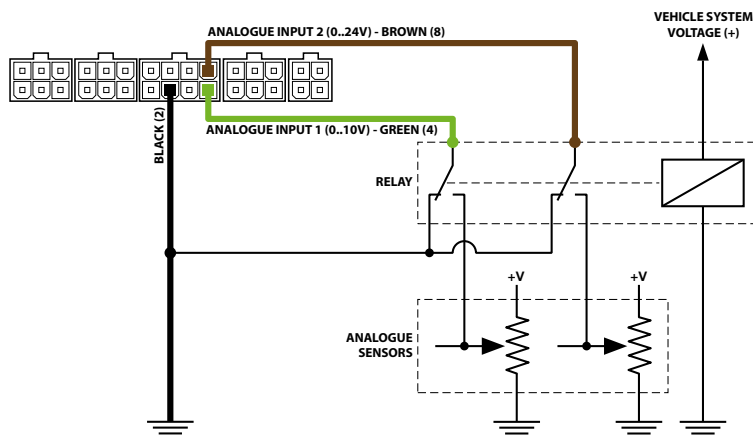 ANALOGUE INPUT 2 (0..24V) - BROWN (8)
VEHICLE SYSTEM
VOLTAGE (+)
BLACK (2)
ANALOGUE INPUT 1 (0..10V) - GREEN (4)
RELAY
+V
+V
ANALOGUE
SENSORS